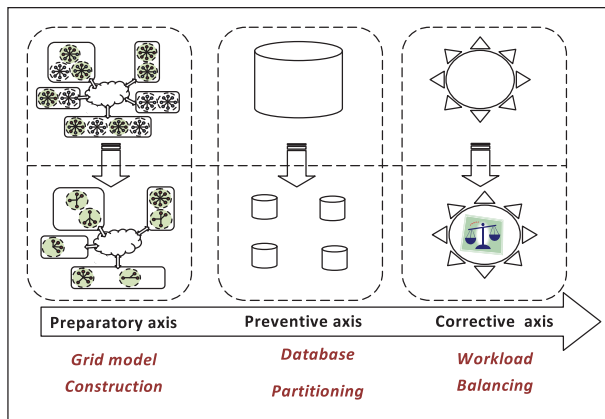 Preparatory axis Preventive axis Corrective axis
Grid model Database Workload
Construction Partitioning Balancing